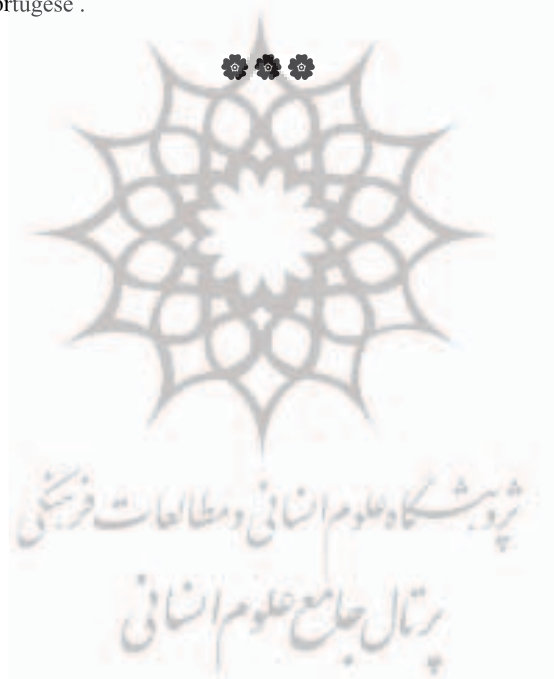 ortugese .
پژوهشگاه علوم انسانی و مطالعات فرهنگی
پرتال جامع علوم انسانی